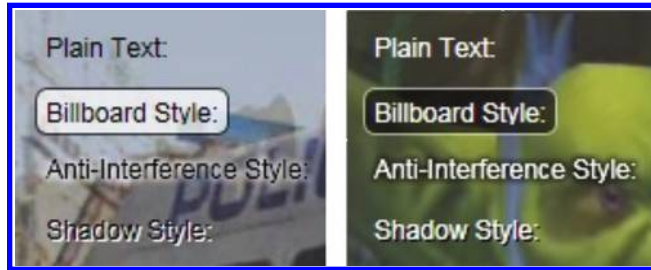 Plain Text:
Billboard Style:
Anti-Interference Style:
Shadow Style:
Plain Text:
Billboard Style:
Anti-Interference Style:
Shadow Style: